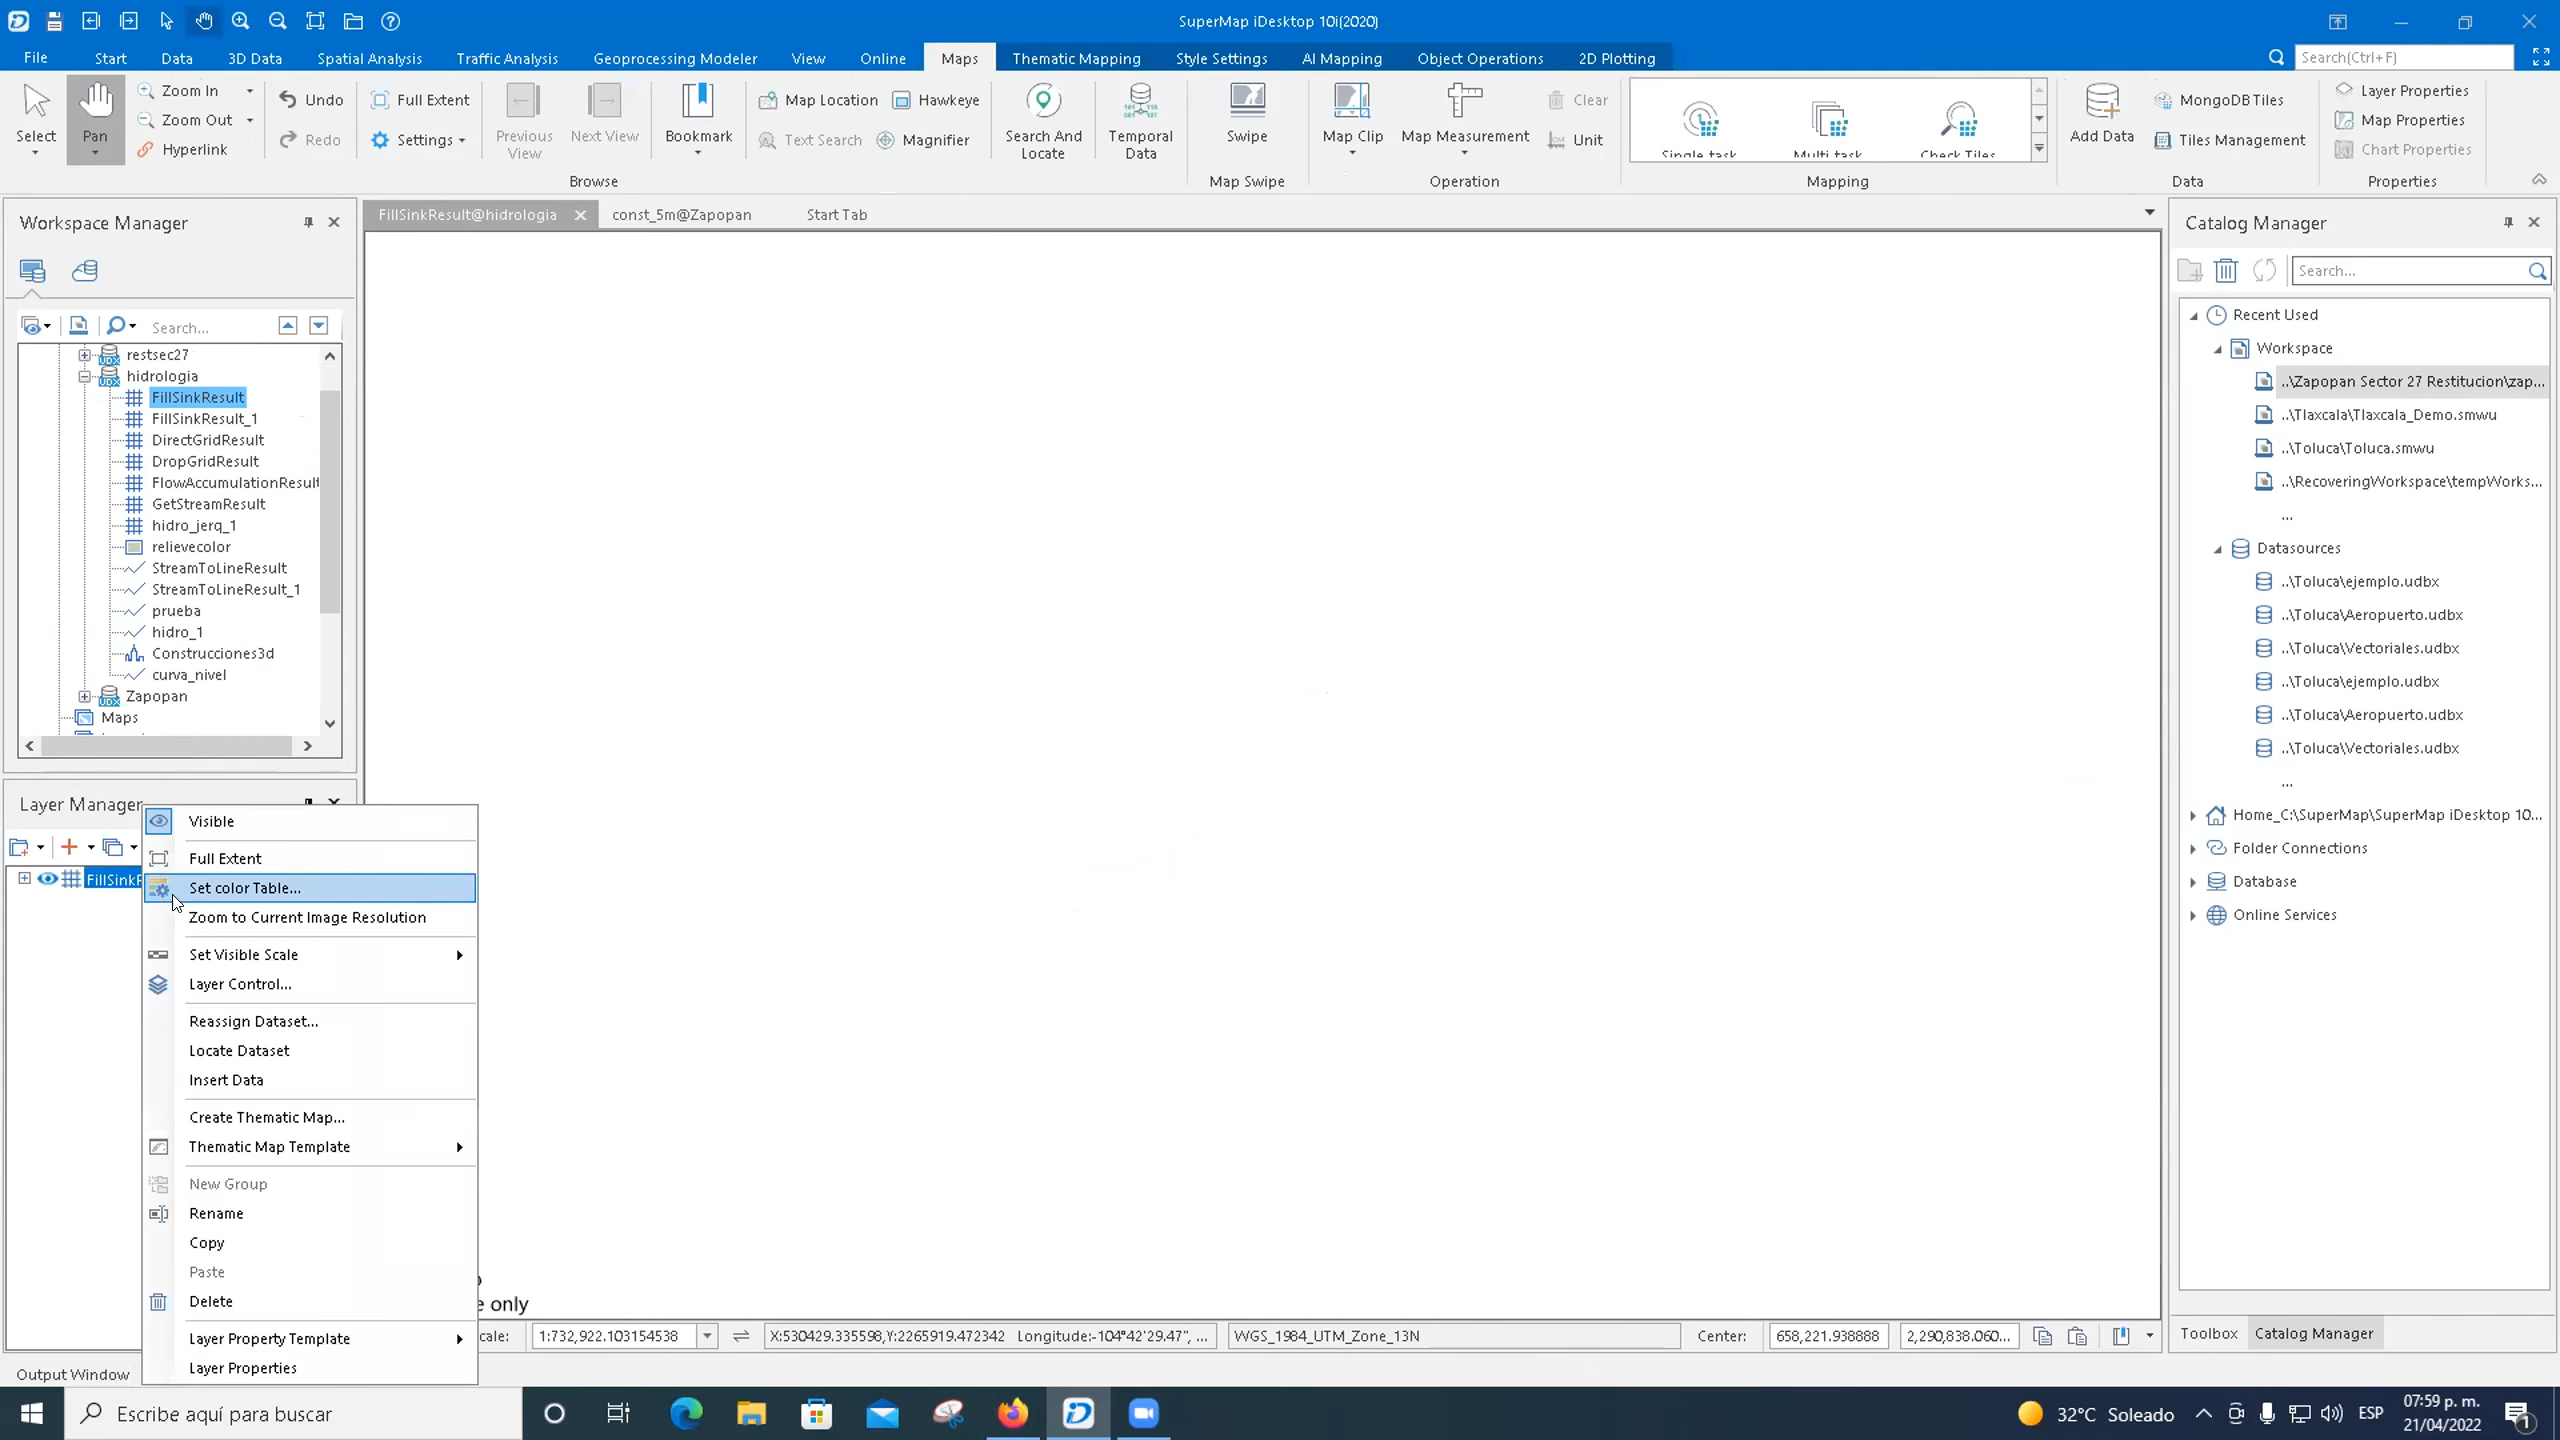 SuperMap iDesktop 10i(2020)
File Start Data 3D Data Spatial Analysis Traffic Analysis Geoprocessing Modeler View Online Maps Thematic Mapping Style Settings AI Mapping Object Operations 2D Plotting Search(Ctrl+F)
Select Pan Zoom In Zoom Out Hyperlink
Undo Redo
Full Extent Settings
Previous View Next View
Bookmark
Map Location Hawkeye
Text Search Magnifier
Browse
Search And Locate
Temporal Data
Swipe
Map Swipe
Map Clip Map Measurement
Clear Unit
Operation
Single task Multi task Check Tiles
Mapping
Add Data
MongoDB Tiles
Tiles Management
Data
Layer Properties
Map Properties
Chart Properties
Properties
Workspace Manager
Search...
restsec27
hidrologia
FillSinkResult
FillSinkResult_1
DirectGridResult
DropGridResult
FlowAccumulationResult
GetStreamResult
hidro_jerq_1
relievecolor
StreamToLineResult
StreamToLineResult_1
prueba
hidro_1
Construcciones3d
curva_nivel
Zapopan
Maps
FillSinkResult@hidrologia const_5m@Zapopan Start Tab
Layer Manager
FillSinkR
Visible
Full Extent
Set color Table...
Zoom to Current Image Resolution
Set Visible Scale
Layer Control...
Reassign Dataset...
Locate Dataset
Insert Data
Create Thematic Map...
Thematic Map Template
New Group
Rename
Copy
Paste
Delete
Layer Property Template
Layer Properties
e only
cale: 1:732,922.103154538 X:530429.335598,Y:2265919.472342 Longitude:-104°42'29.47", ... WGS_1984_UTM_Zone_13N Center: 658,221.938888 2,290,838.060...
Output Window
Catalog Manager
Search...
Recent Used
Workspace
..\Zapopan Sector 27 Restitucion\zap...
..\Tlaxcala\Tlaxcala_Demo.smwu
..\Toluca\Toluca.smwu
..\RecoveringWorkspace\tempWorks...
...
Datasources
..\Toluca\ejemplo.udbx
..\Toluca\Aeropuerto.udbx
..\Toluca\Vectoriales.udbx
..\Toluca\ejemplo.udbx
..\Toluca\Aeropuerto.udbx
..\Toluca\Vectoriales.udbx
...
Home_C:\SuperMap\SuperMap iDesktop 10...
Folder Connections
Database
Online Services
Toolbox Catalog Manager
Escribe aquí para buscar
32°C Soleado
ESP
07:59 p. m.
21/04/2022
1